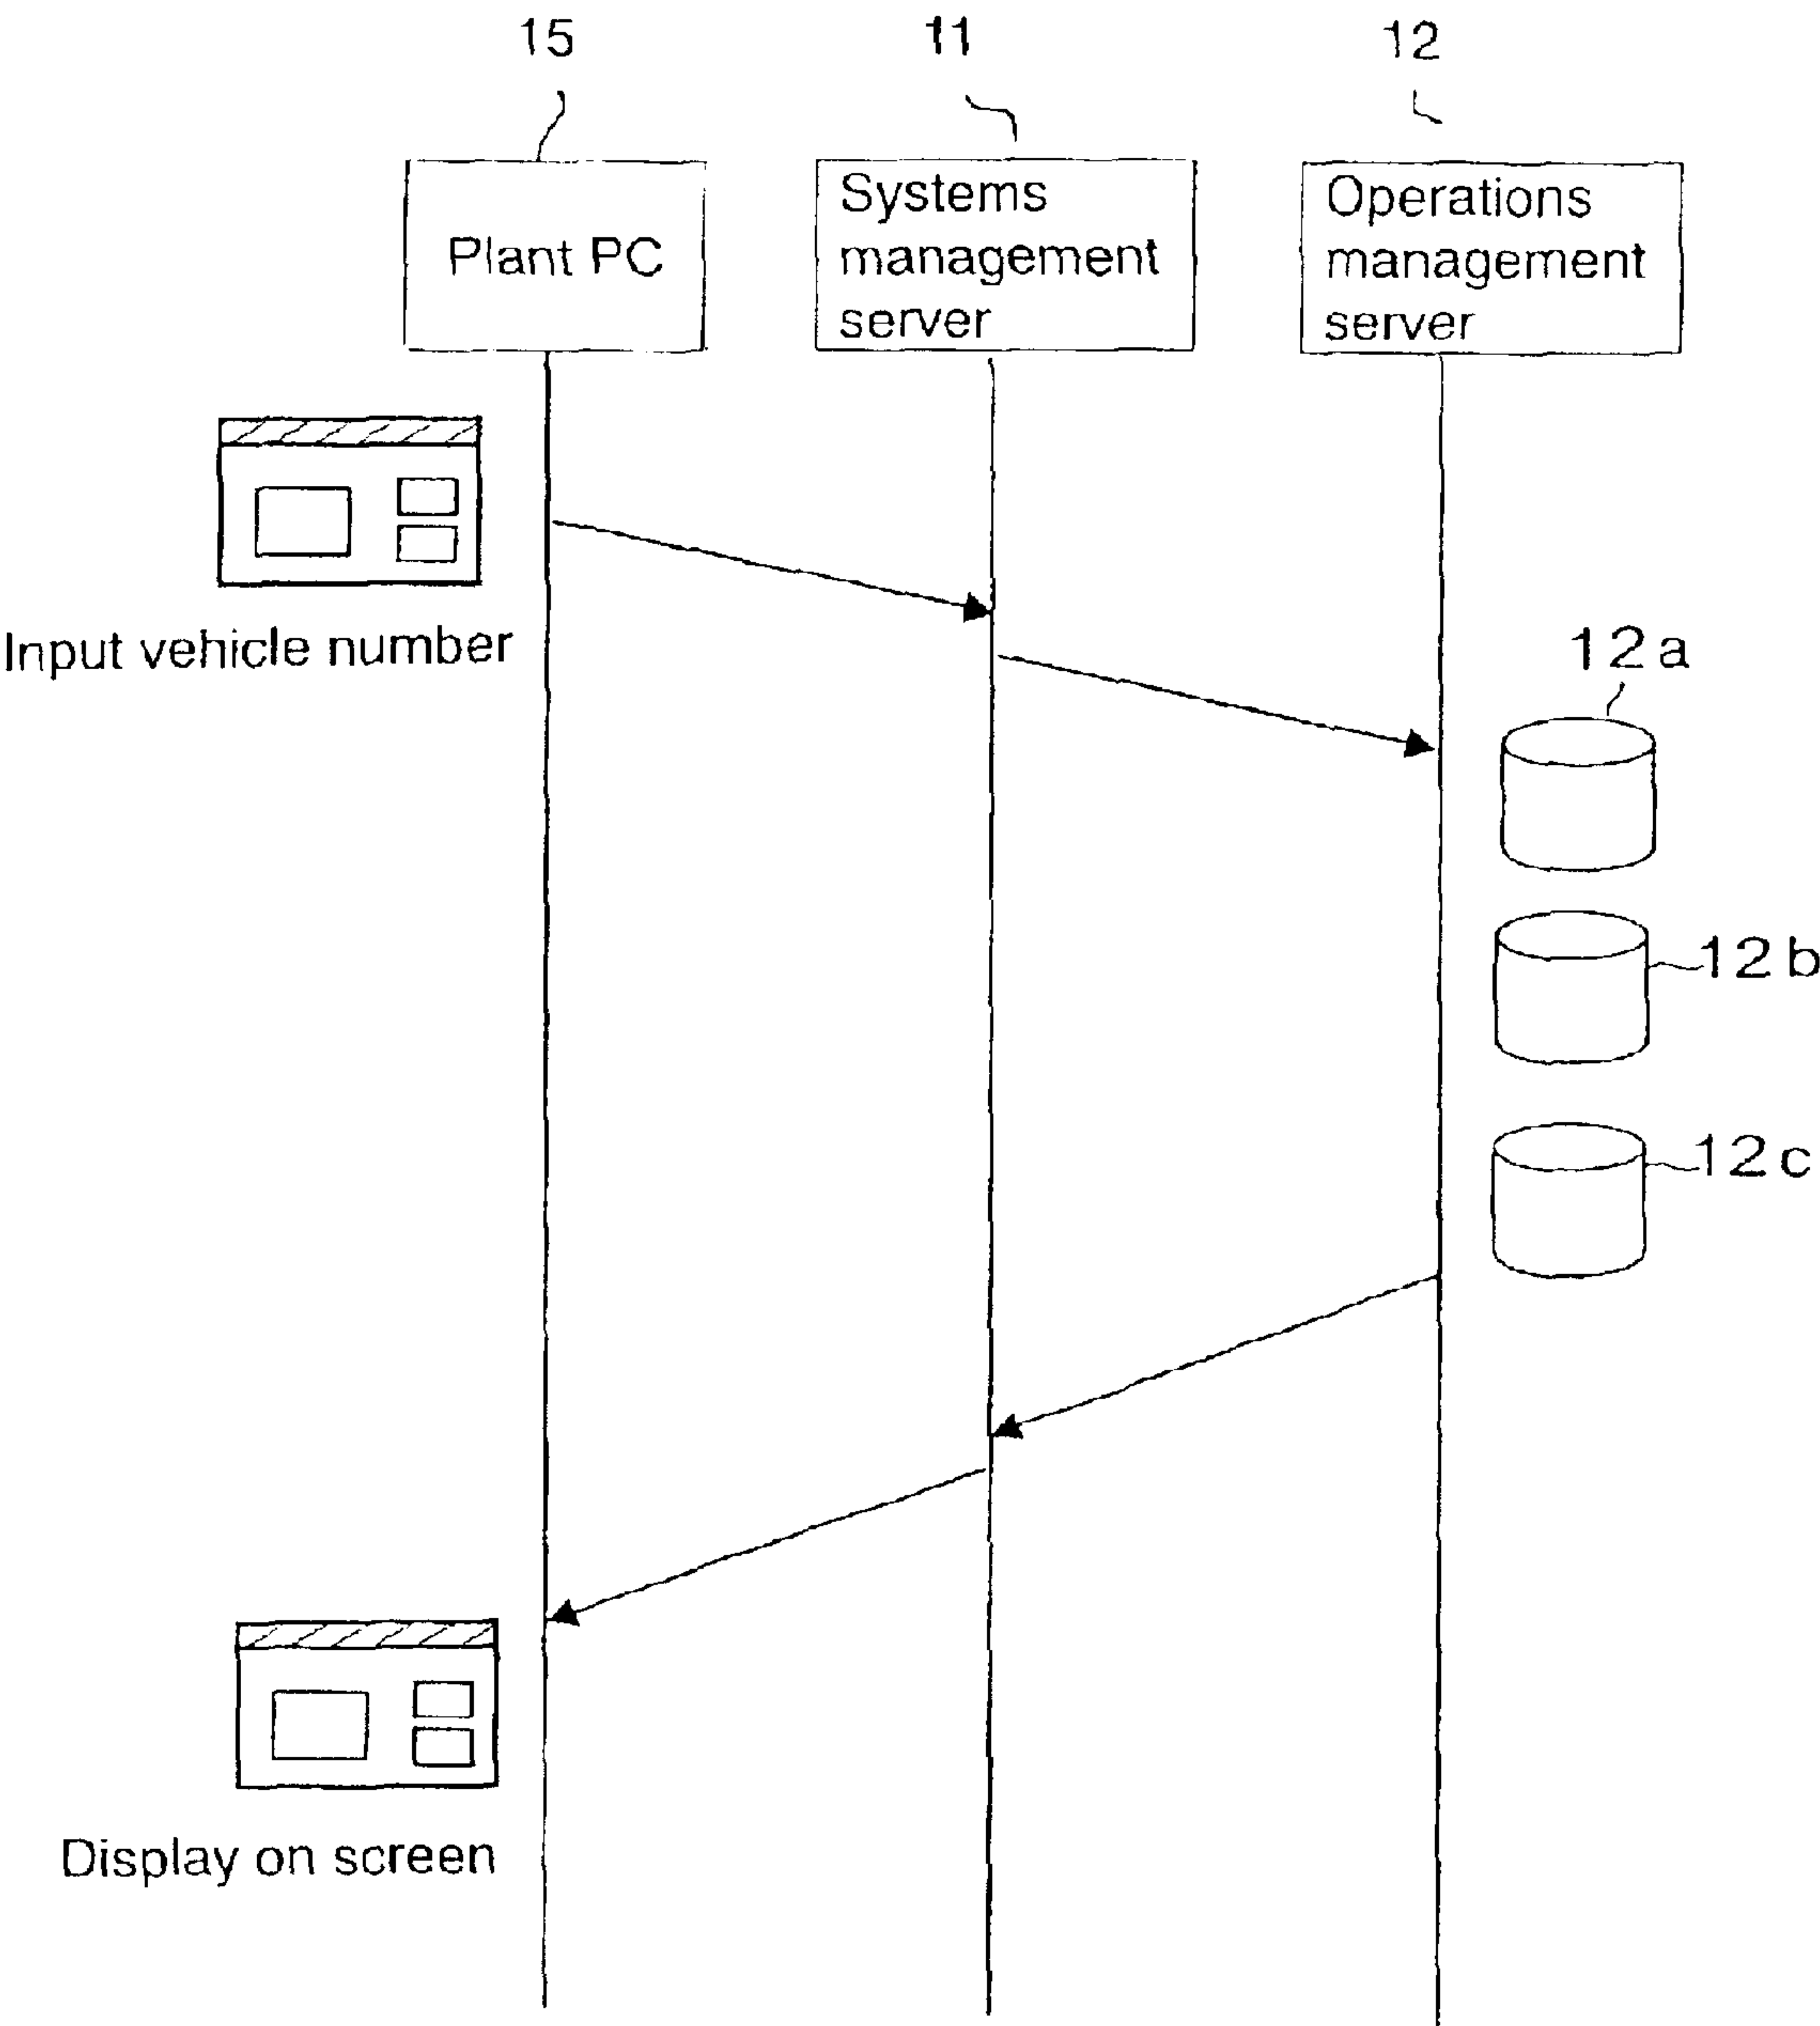 15
11
12
Plant PC
Systems
management
server
Operations
management
server
Input vehicle number
12a
12b
12c
Display on screen